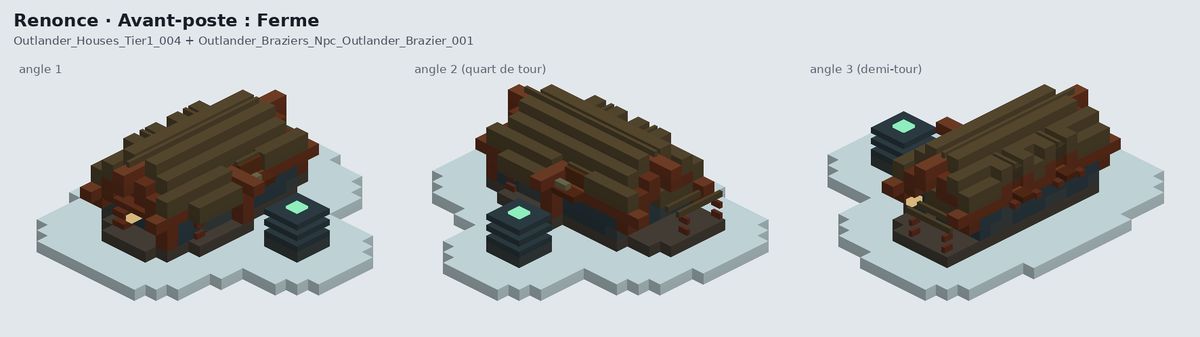 Renonce · Avant-poste : Ferme
Outlander_Houses_Tier1_004 + Outlander_Braziers_Npc_Outlander_Brazier_001
angle 1
angle 2 (quart de tour)
angle 3 (demi-tour)